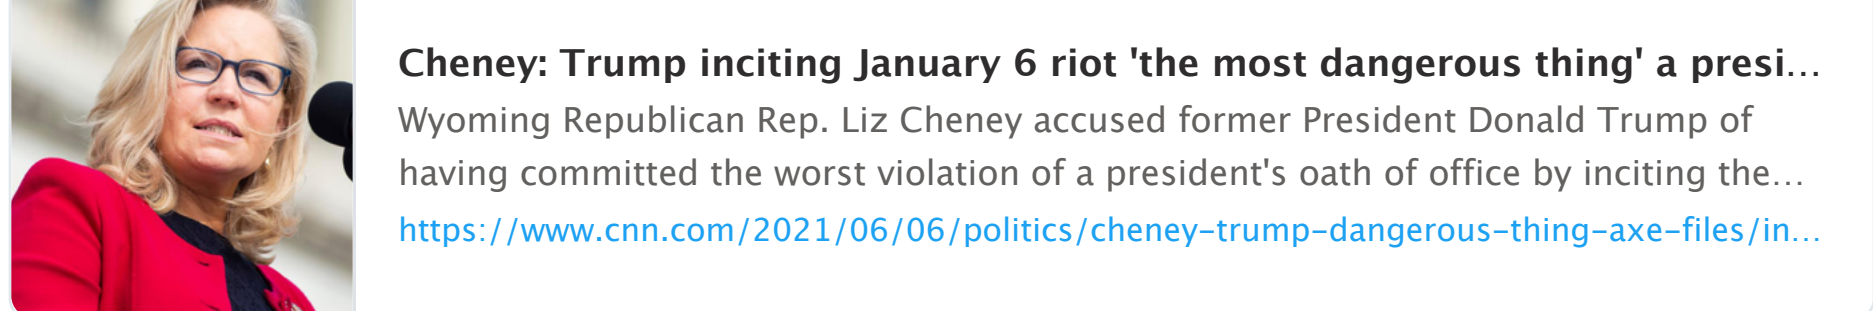 Cheney: Trump inciting January 6 riot 'the most dangerous thing' a presi...
Wyoming Republican Rep. Liz Cheney accused former President Donald Trump of
having committed the worst violation of a president's oath of office by inciting the...
https://www.cnn.com/2021/06/06/politics/cheney-trump-dangerous-thing-axe-files/in...